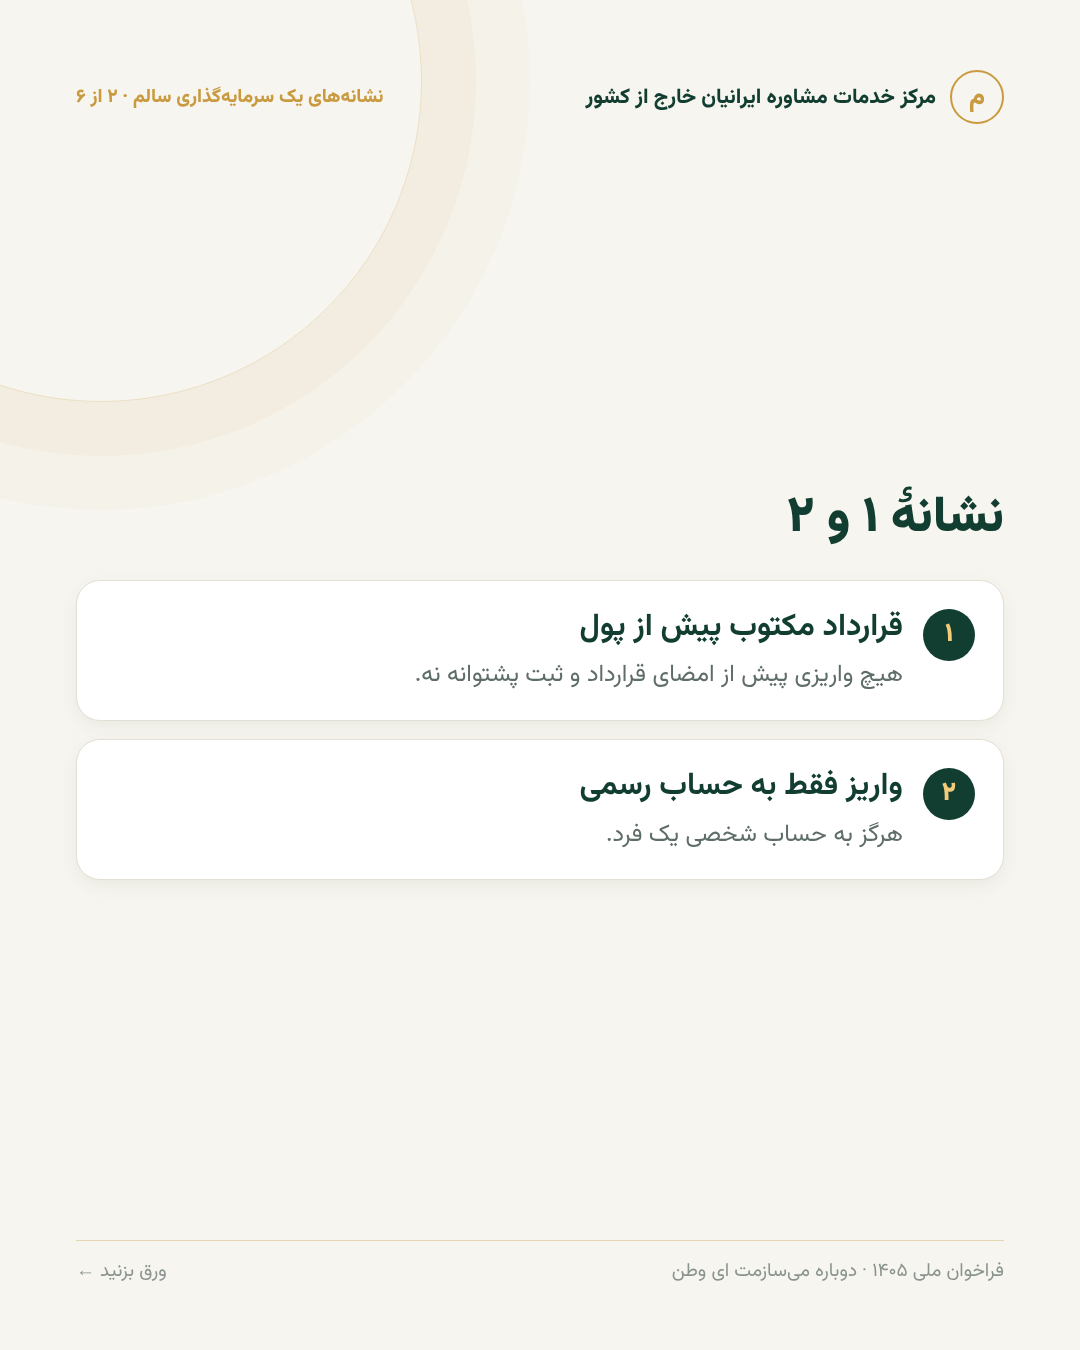 م
مرکز خدمات مشاوره ایرانیان خارج از کشور
نشانه‌های یک سرمایه‌گذاری سالم · ۲ از ۶
نشانهٔ ۱ و ۲
۱
قرارداد مکتوب پیش از پول
هیچ واریزی پیش از امضای قرارداد و ثبت پشتوانه نه.
۲
واریز فقط به حساب رسمی
هرگز به حساب شخصی یک فرد.
فراخوان ملی ۱۴۰۵ · دوباره می‌سازمت ای وطن
ورق بزنید ←